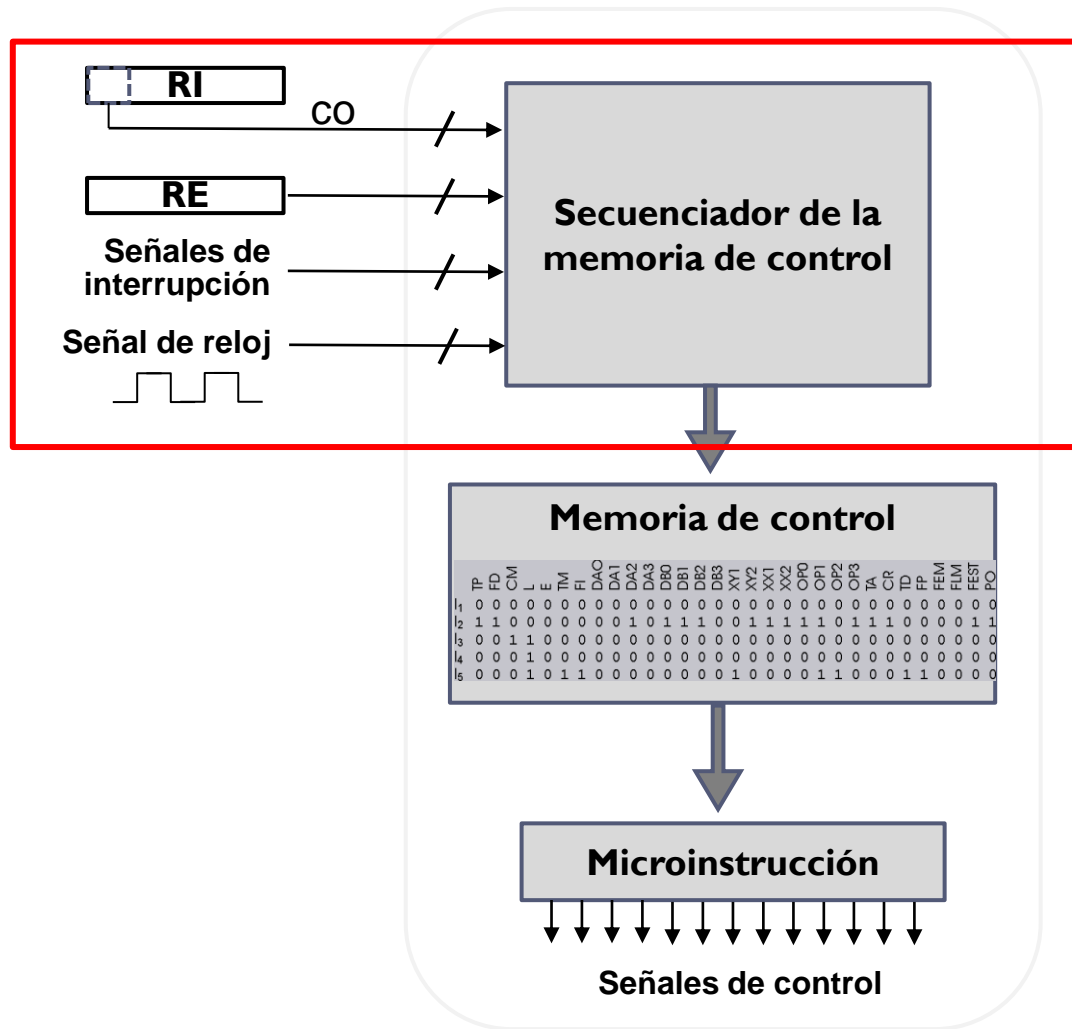 RI
CO
RE
Señales de
interrupción
Señal de reloj
Secuenciador de la
memoria de control
Memoria de control
TP FD CM L E TM FI DAO DA1 DA2 DA3 DB0 DB1 DB2 DB3 XY1 XY2 XX1 XX2 OP0 OP1 OP2 OP3 TA CR TD FP FEM FLM FEST PO
I1 0 0 0 0 0 0 0 0 0 0 0 0 0 0 0 0 0 0 0 0 0 0 0 0 0 0 0 0 0 0 0
I2 1 1 0 0 0 0 0 0 0 1 0 1 1 1 0 0 1 1 1 1 1 0 1 1 1 0 0 0 0 1 1
I3 0 0 1 1 0 0 0 0 0 0 0 0 0 0 0 0 0 0 0 0 0 0 0 0 0 0 0 0 0 0 0
I4 0 0 0 1 0 0 0 0 0 0 0 0 0 0 0 0 0 0 0 0 0 0 0 0 0 0 0 0 0 0 0
I5 0 0 0 1 0 1 1 0 0 0 0 0 0 0 0 1 0 0 0 0 1 1 0 0 0 1 1 0 0 0 0
Microinstrucción
Señales de control